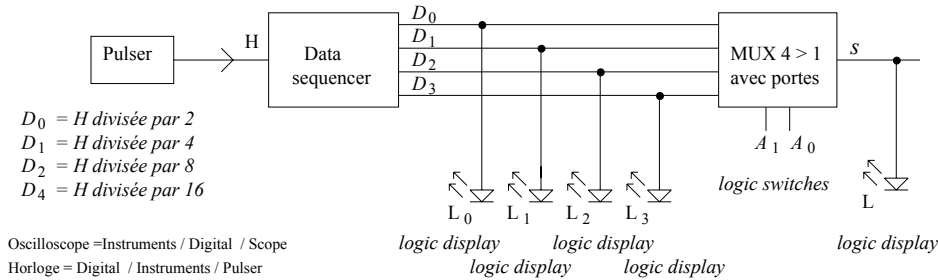 D0
D1
D2
D3
H
Pulser
Data
sequencer
MUX 4 > 1
avec portes
s
A1 A0
logic switches
D0 = H divisée par 2
D1 = H divisée par 4
D2 = H divisée par 8
D4 = H divisée par 16
L0
L1
L2
L3
L
logic display
logic display
logic display
logic display
logic display
Oscilloscope =Instruments / Digital / Scope
Horloge = Digital / Instruments / Pulser